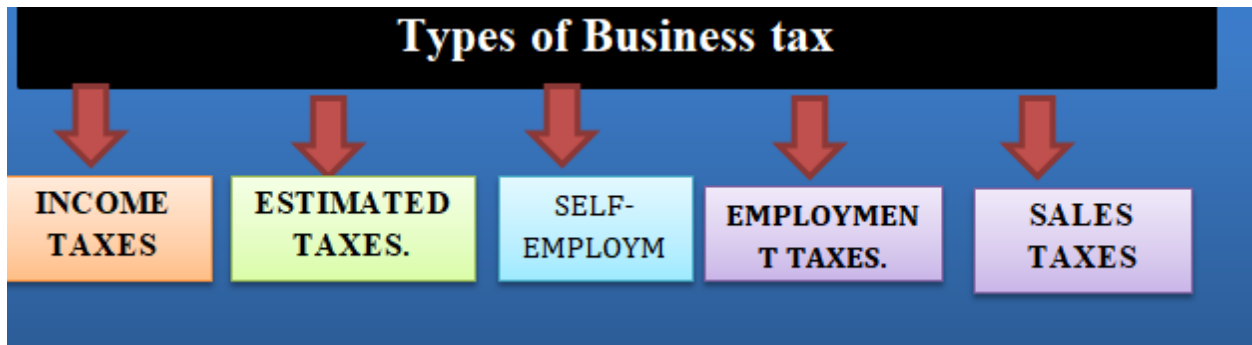 Types of Business tax
INCOME
TAXES
ESTIMATED
TAXES.
SELF-
EMPLOYM
EMPLOYMEN
T TAXES.
SALES
TAXES